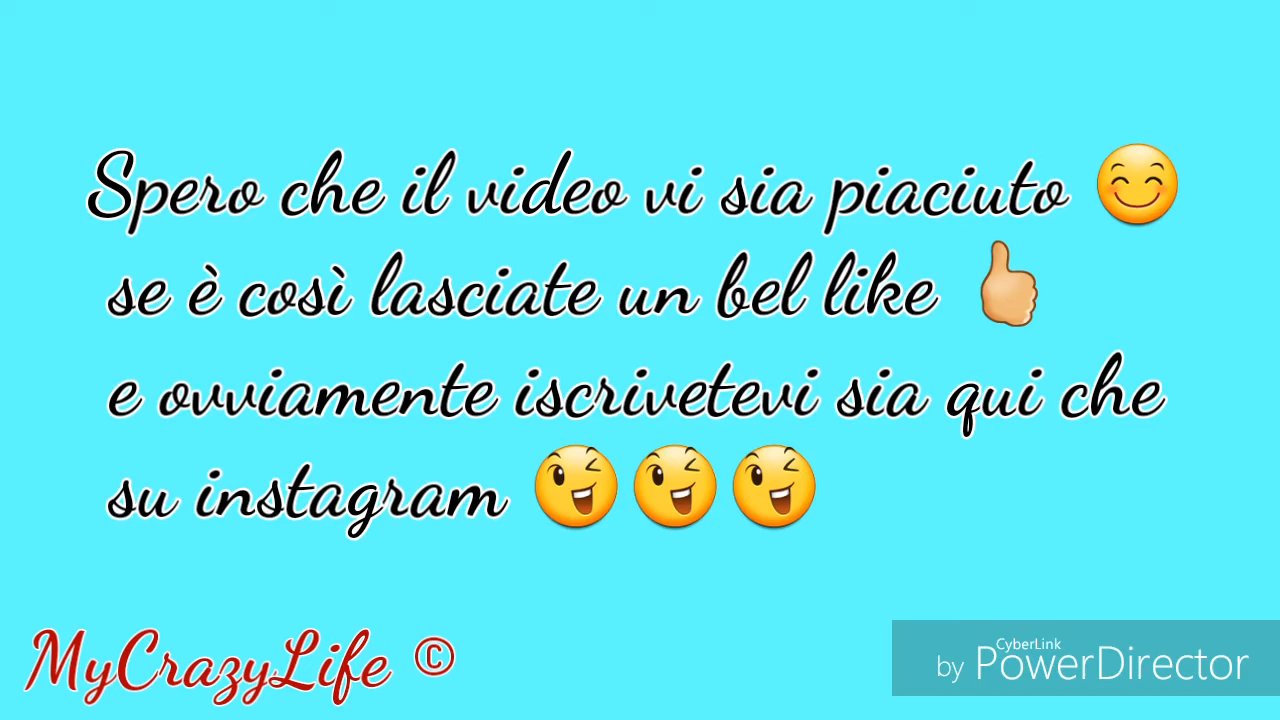 Spero che il video vi sia piaciuto 😊
se è così lasciate un bel like 👍🏼
e ovviamente iscrivetevi sia qui che
su instagram 😜😜😜
MyCrazyLife ©
by CyberLink PowerDirector